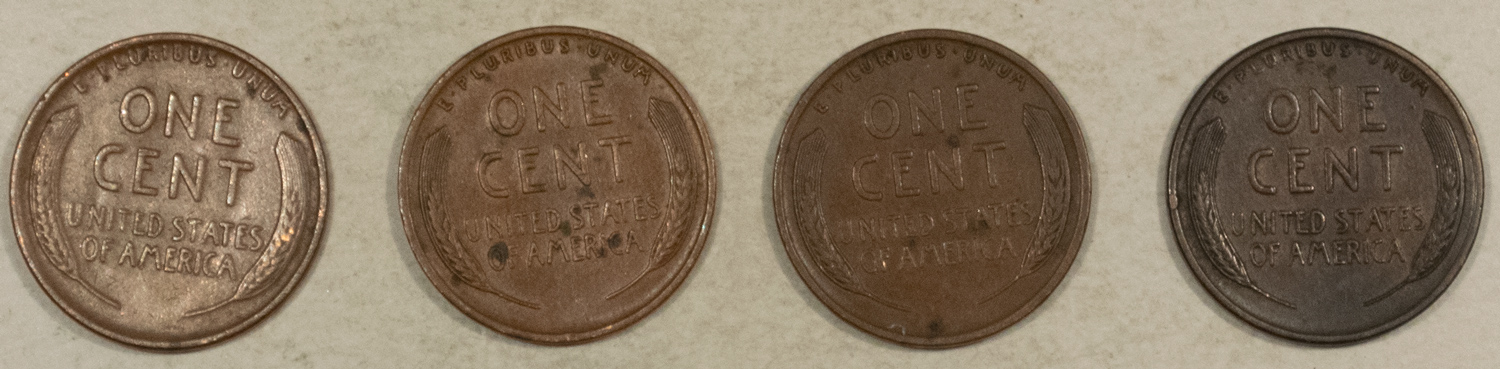 E·PLURIBUS·UNUM
ONE
CENT
UNITED STATES
OF AMERICA
E·PLURIBUS·UNUM
ONE
CENT
UNITED STATES
OF AMERICA
E·PLURIBUS·UNUM
ONE
CENT
UNITED STATES
OF AMERICA
E·PLURIBUS·UNUM
ONE
CENT
UNITED STATES
OF AMERICA